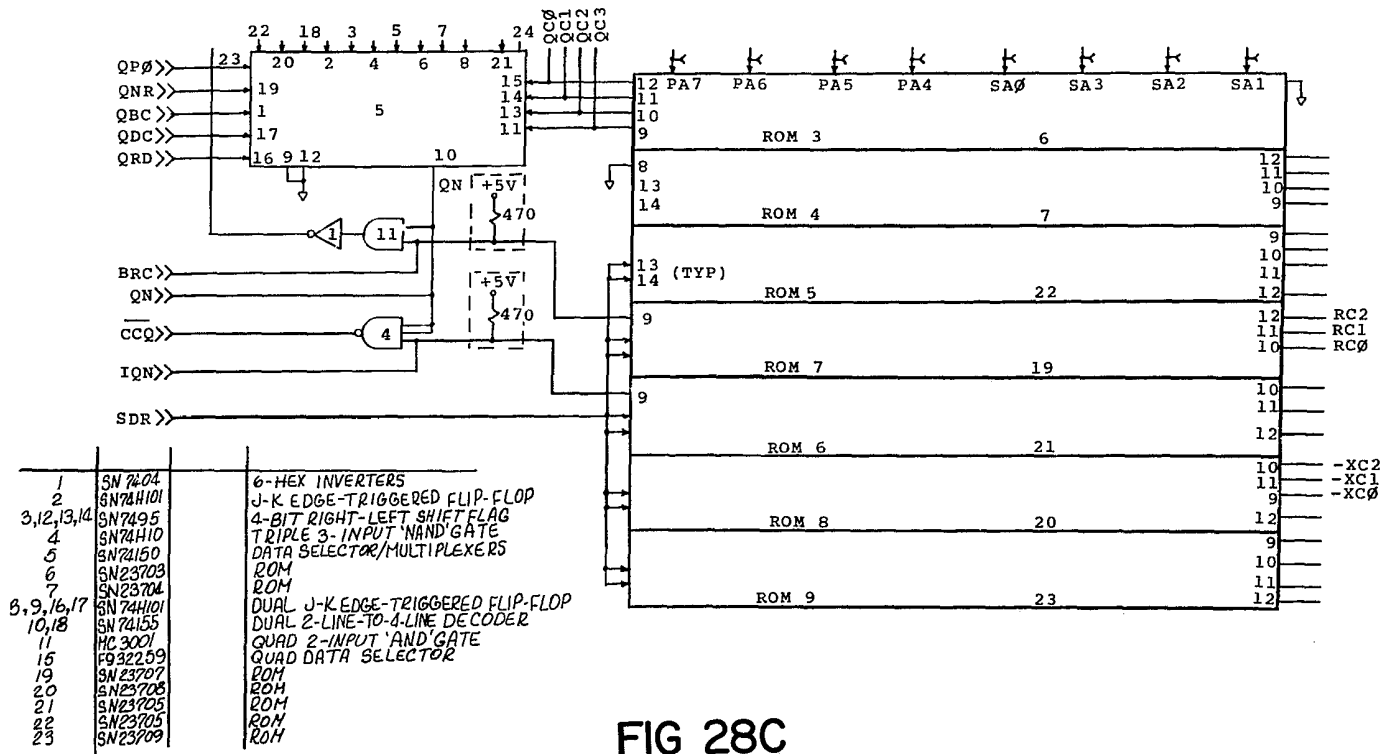 22 18 3 5 7 24
QCØ QC1 QC2 QC3
23 20 2 4 6 8 21
QPØ
QNR 19
QBC 1 5
QDC 17
QRD 16 9 12 10
15
14
13
11
12 PA7 PA6 PA5 PA4 SAØ SA3 SA2 SA1
11
10
9 ROM 3 6
8 12
13 11
14 10
ROM 4 7 9
9
13 (TYP) 10
14 11
ROM 5 22 12
9 12 RC2
11 RC1
10 RCØ
ROM 7 19
9 10
11
12
ROM 6 21
10 -XC2
11 -XC1
9 -XCØ
ROM 8 20 12
9
10
11
ROM 9 23 12
QN +5V
470
1 11
BRC
QN +5V
470
CCQ 4
IQN
SDR
1 SN7404 6-HEX INVERTERS
2 SN74H101 J-K EDGE-TRIGGERED FLIP-FLOP
3,12,13,14 SN7495 4-BIT RIGHT-LEFT SHIFT FLAG
4 SN74H10 TRIPLE 3-INPUT 'NAND' GATE
5 SN74150 DATA SELECTOR/MULTIPLEXERS
6 SN23703 ROM
7 SN23704 ROM
8,9,16,17 SN74H101 DUAL J-K EDGE-TRIGGERED FLIP-FLOP
10,18 SN74155 DUAL 2-LINE-TO-4-LINE DECODER
11 MC3001 QUAD 2-INPUT 'AND' GATE
15 F932259 QUAD DATA SELECTOR
19 SN23707 ROM
20 SN23708 ROM
21 SN23705 ROM
22 SN23705 ROM
23 SN23709 ROM
FIG 28C